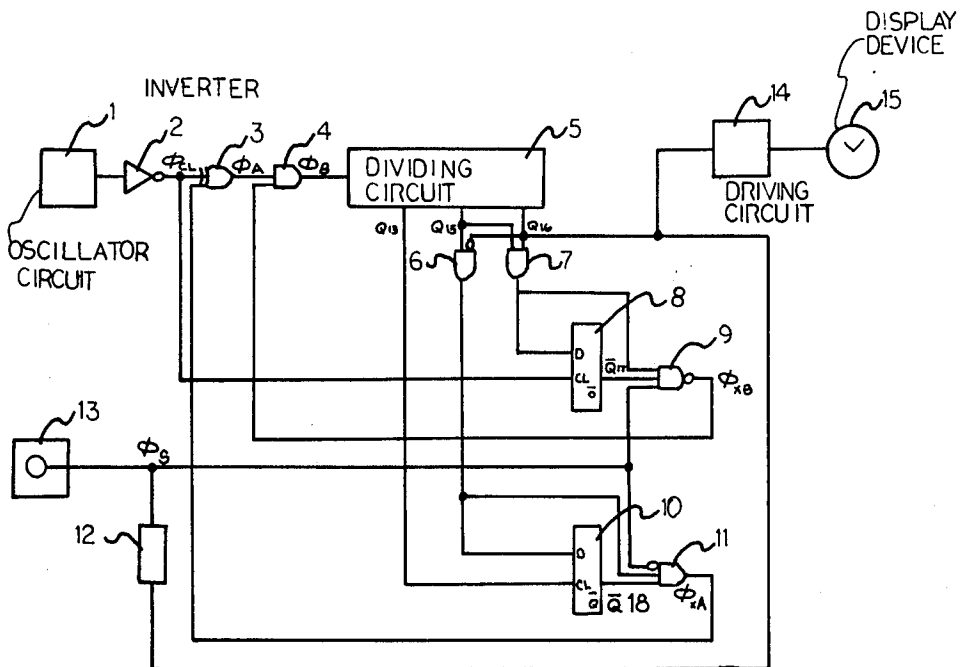 DISPLAY
DEVICE
INVERTER
1
2
3
4
5
14
15
ΦCL
ΦA
ΦB
DIVIDING
CIRCUIT
DRIVING
CIRCUIT
OSCILLATOR
CIRCUIT
Q13
Q15
Q16
6
7
8
D
CL
Q̅
Q̅17
9
ΦxB
13
ΦS
12
10
D
CL
Q̅
Q̅ 18
11
ΦxA